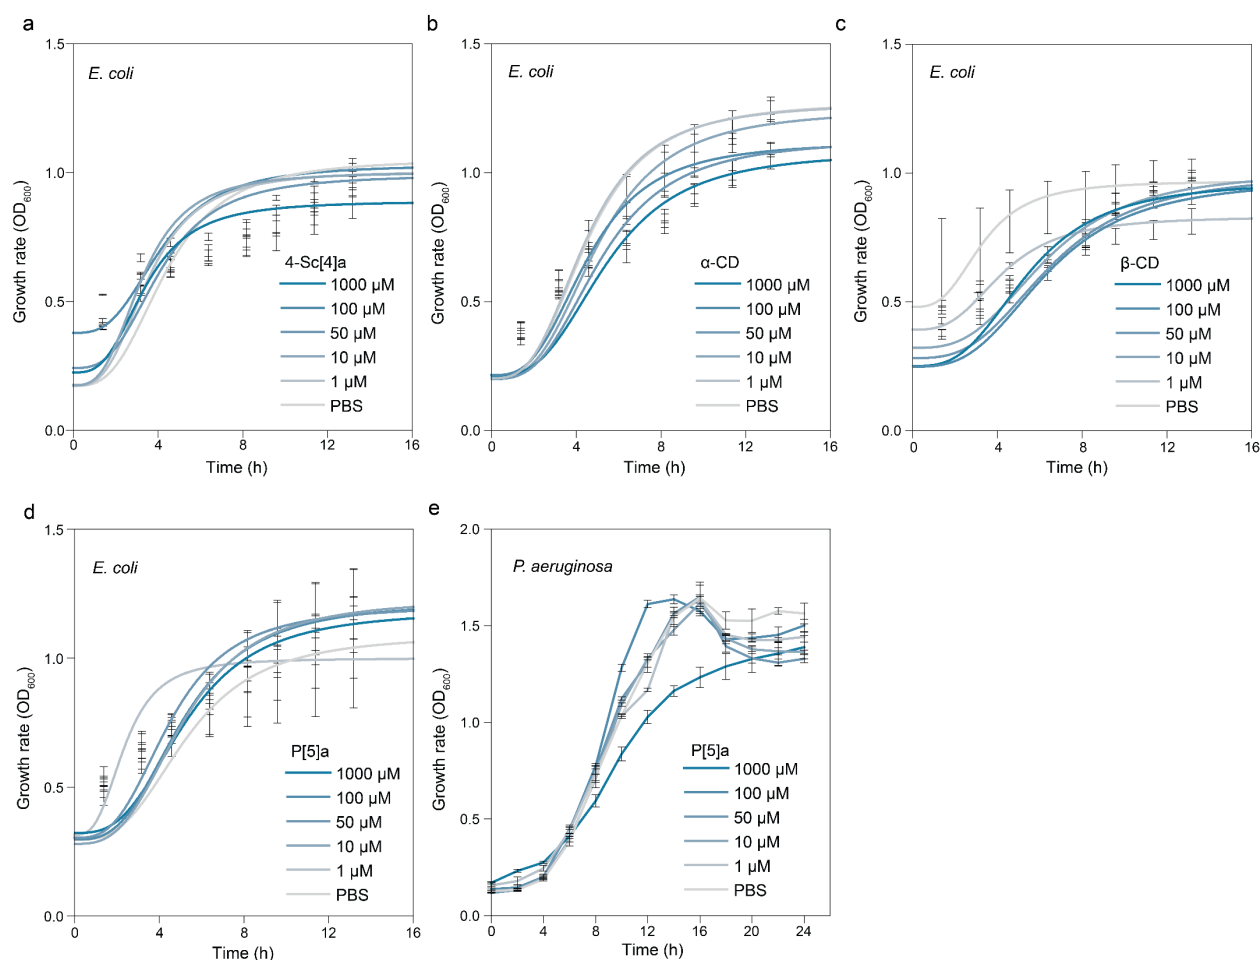 a
1.5
1.0
0.5
0.0
Growth rate (OD600)
E. coli
4-Sc[4]a
1000 µM
100 µM
50 µM
10 µM
1 µM
PBS
0 4 8 12 16
Time (h)
b
1.5
1.0
0.5
0.0
Growth rate (OD600)
E. coli
α-CD
1000 µM
100 µM
50 µM
10 µM
1 µM
PBS
0 4 8 12 16
Time (h)
c
1.5
1.0
0.5
0.0
Growth rate (OD600)
E. coli
β-CD
1000 µM
100 µM
50 µM
10 µM
1 µM
PBS
0 4 8 12 16
Time (h)
d
1.5
1.0
0.5
0.0
Growth rate (OD600)
E. coli
P[5]a
1000 µM
100 µM
50 µM
10 µM
1 µM
PBS
0 4 8 12 16
Time (h)
e
2.0
1.5
1.0
0.5
0.0
Growth rate (OD600)
P. aeruginosa
P[5]a
1000 µM
100 µM
50 µM
10 µM
1 µM
PBS
0 4 8 12 16 20 24
Time (h)